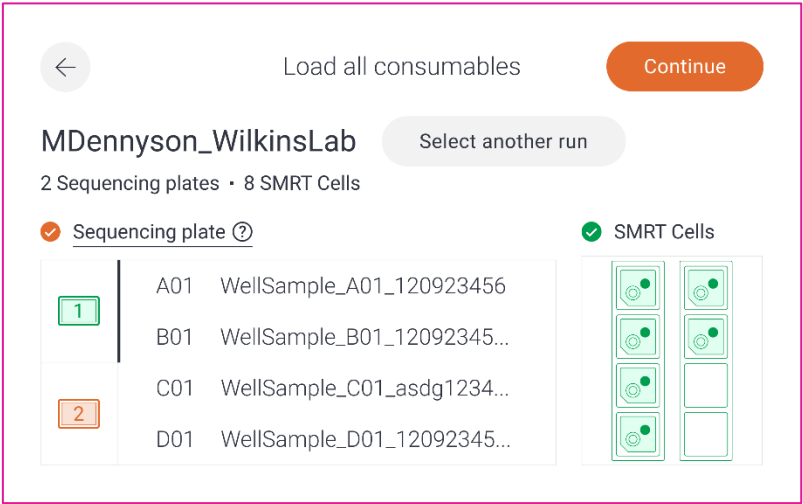 Load all consumables
Continue
MDennyson_WilkinsLab
Select another run
2 Sequencing plates • 8 SMRT Cells
Sequencing plate ?
SMRT Cells
1
A01 WellSample_A01_120923456
B01 WellSample_B01_12092345...
2
C01 WellSample_C01_asdg1234...
D01 WellSample_D01_12092345...